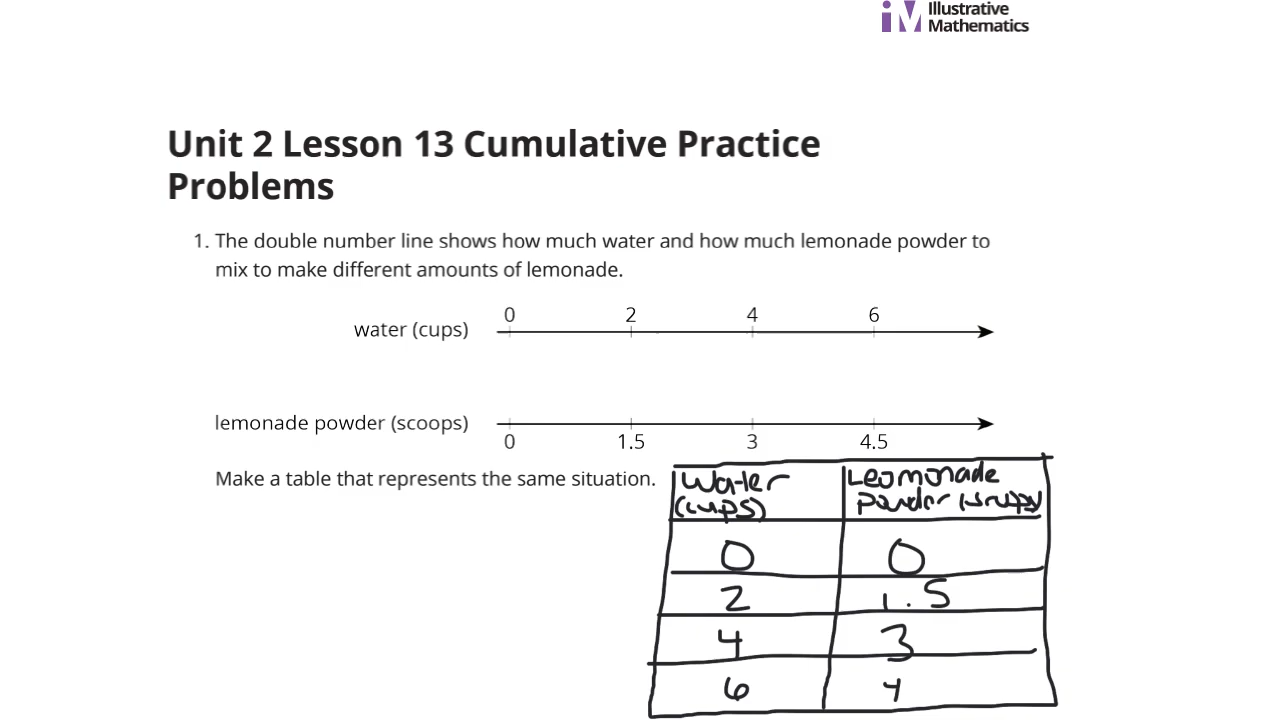 Illustrative
Mathematics
Unit 2 Lesson 13 Cumulative Practice
Problems
1. The double number line shows how much water and how much lemonade powder to
mix to make different amounts of lemonade.
0 2 4 6
water (cups)
lemonade powder (scoops)
0 1.5 3 4.5
Make a table that represents the same situation.
Water Leomonade
(cups) powder
0 0
2 1.5
4 3
6 4